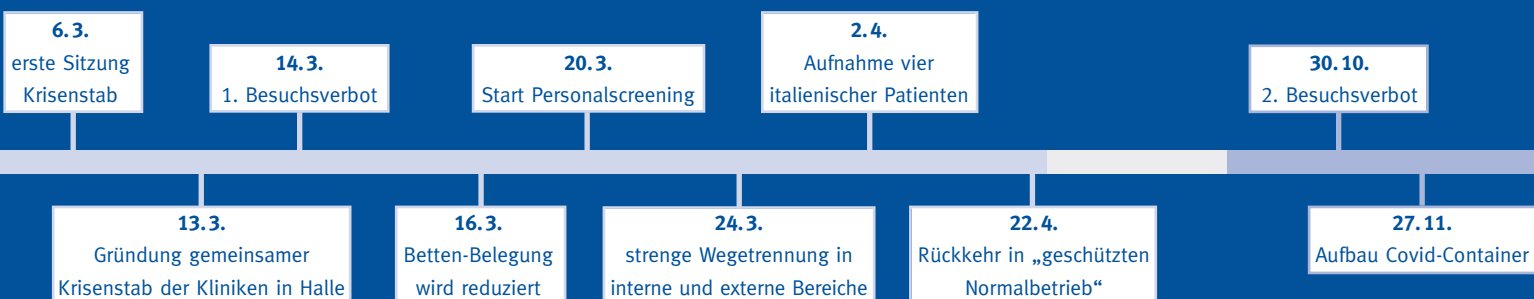 6.3.
erste Sitzung
Krisenstab
13.3.
Gründung gemeinsamer
Krisenstab der Kliniken in Halle
14.3.
1. Besuchsverbot
16.3.
Betten-Belegung
wird reduziert
20.3.
Start Personalscreening
24.3.
strenge Wegetrennung in
interne und externe Bereiche
2.4.
Aufnahme vier
italienischer Patienten
22.4.
Rückkehr in „geschützten
Normalbetrieb“
30.10.
2. Besuchsverbot
27.11.
Aufbau Covid-Container